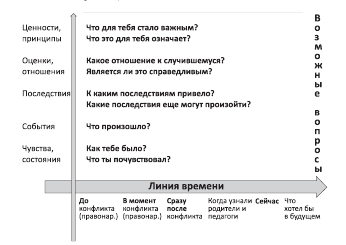 Ценности,
принципы
Что для тебя стало важным?
Что это для тебя означает?
Оценки,
отношения
Какое отношение к случившемуся?
Является ли это справедливым?
Последствия
К каким последствиям привело?
Какие последствия еще могут произойти?
События
Что произошло?
Чувства,
состояния
Как тебе было?
Что ты почувствовал?
Возможные вопросы
Линия времени
До
конфликта
(правонар.)
В момент
конфликта
(правонар.)
Сразу
после
конфликта
Когда узнали
родители и
педагоги
Сейчас
Что
хотел бы
в будущем